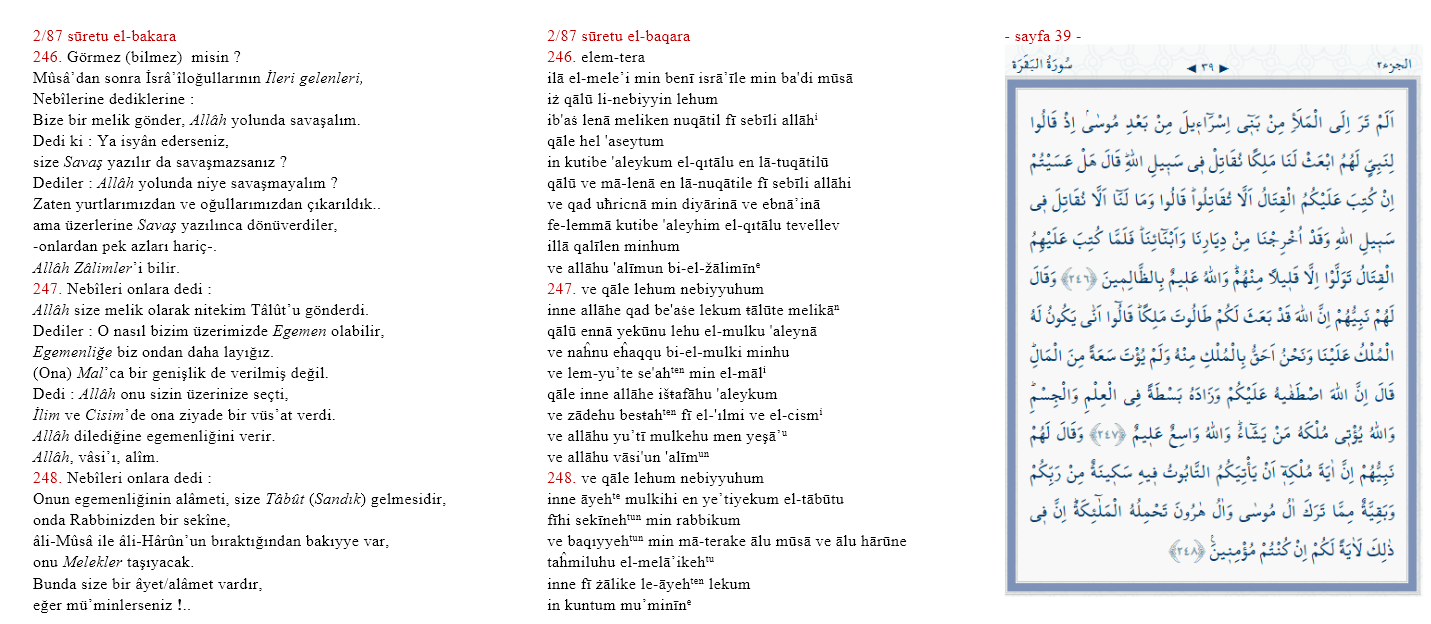 2/87 sūretu el-bakara
246. Görmez (bilmez)  misin ?
Mûsâ’dan sonra İsrâ’îloğullarının İleri gelenleri,
Nebîlerine dediklerine :
Bize bir melik gönder, Allâh yolunda savaşalım.
Dedi ki : Ya isyân ederseniz,
size Savaş yazılır da savaşmazsanız ?
Dediler : Allâh yolunda niye savaşmayalım ?
Zaten yurtlarımızdan ve oğullarımızdan çıkarıldık..
ama üzerlerine Savaş yazılınca dönüverdiler,
-onlardan pek azları hariç-.
Allâh Zâlimler’i bilir.
247. Nebîleri onlara dedi :
Allâh size melik olarak nitekim Tâlût’u gönderdi.
Dediler : O nasıl bizim üzerimizde Egemen olabilir,
Egemenliğe biz ondan daha layığız.
(Ona) Mal’ca bir genişlik de verilmiş değil.
Dedi : Allâh onu sizin üzerinize seçti,
İlim ve Cisim’de ona ziyade bir vüs’at verdi.
Allâh dilediğine egemenliğini verir.
Allâh, vâsi’ı, alîm.
248. Nebîleri onlara dedi :
Onun egemenliğinin alâmeti, size Tâbût (Sandık) gelmesidir,
onda Rabbinizden bir sekîne,
âli-Mûsâ ile âli-Hârûn’un bıraktığından bakıyye var,
onu Melekler taşıyacak.
Bunda size bir âyet/alâmet vardır,
eğer mü’minlerseniz !..
2/87 sūretu el-baqara
246. elem-tera
ilā el-mele’i min benī isrā’īle min ba'di mūsā
iż qālū li-nebiyyin lehum
ib'aṡ lenā meliken nuqātil fī sebīli allāhⁱ
qāle hel 'aseytum
in kutibe 'aleykum el-qıtālu en lā-tuqātilū
qālū ve mā-lenā en lā-nuqātile fī sebīli allāhi
ve qad uħricnā min diyārinā ve ebnā’inā
fe-lemmā kutibe 'aleyhim el-qıtālu tevellev
illā qalīlen minhum
ve allāhu 'alīmun bi-el-žālimīnᵉ
247. ve qāle lehum nebiyyuhum
inne allāhe qad be'aṡe lekum ŧālūte melikāⁿ
qālū ennā yekūnu lehu el-mulku 'aleynā
ve naĥnu eĥaqqu bi-el-mulki minhu
ve lem-yu’te se'ahᵗᵉⁿ min el-mālⁱ
qāle inne allāhe iŝtafāhu 'aleykum
ve zādehu besŧahᵗᵉⁿ fī el-'ılmi ve el-cismⁱ
ve allāhu yu’tī mulkehu men yeşā’ᵘ
ve allāhu vāsi'un 'alīmᵘⁿ
248. ve qāle lehum nebiyyuhum
inne āyehᵗᵉ mulkihi en ye’tiyekum el-tābūtu
fīhi sekīnehᵗᵘⁿ min rabbikum
ve baqıyyehᵗᵘⁿ min mā-terake ālu mūsā ve ālu hārūne
taĥmiluhu el-melā’ikehᵗᵘ
inne fī żālike le-āyehᵗᵉⁿ lekum
in kuntum mu’minīnᵉ
- sayfa 39 -
الجزء٢ ◄ ٣٩ ► سُورَةُ البَقَرَة
اَلَمْ تَرَ اِلَى الْمَلَأِ مِنْ بَنٖٓى اِسْرَٓاءٖيلَ مِنْ بَعْدِ مُوسٰىۘ اِذْ قَالُوا
لِنَبِىٍّ لَهُمُ ابْعَثْ لَنَا مَلِكًا نُقَاتِلْ فٖى سَبٖيلِ اللّٰهِؕ قَالَ هَلْ عَسَيْتُمْ
اِنْ كُتِبَ عَلَيْكُمُ الْقِتَالُ اَلَّا تُقَاتِلُواؕ قَالُوا وَمَا لَنَٓا اَلَّا نُقَاتِلَ فٖى
سَبٖيلِ اللّٰهِ وَقَدْ اُخْرِجْنَا مِنْ دِيَارِنَا وَاَبْنَٓائِنَاؕ فَلَمَّا كُتِبَ عَلَيْهِمُ
الْقِتَالُ تَوَلَّوْا اِلَّا قَلٖيلًا مِنْهُمْؕ وَاللّٰهُ عَلٖيمٌ بِالظَّالِمٖينَ ﴿٢٤٦﴾ وَقَالَ
لَهُمْ نَبِيُّهُمْ اِنَّ اللّٰهَ قَدْ بَعَثَ لَكُمْ طَالُوتَ مَلِكًاؕ قَالُٓوا اَنّٰى يَكُونُ لَهُ
الْمُلْكُ عَلَيْنَا وَنَحْنُ اَحَقُّ بِالْمُلْكِ مِنْهُ وَلَمْ يُؤْتَ سَعَةً مِنَ الْمَالِؕ
قَالَ اِنَّ اللّٰهَ اصْطَفٰيهُ عَلَيْكُمْ وَزَادَهُ بَسْطَةً فِى الْعِلْمِ وَالْجِسْمِؕ
وَاللّٰهُ يُؤْتٖى مُلْكَهُ مَنْ يَشَٓاءُؕ وَاللّٰهُ وَاسِعٌ عَلٖيمٌ ﴿٢٤٧﴾ وَقَالَ لَهُمْ
نَبِيُّهُمْ اِنَّ اٰيَةَ مُلْكِهٖٓ اَنْ يَأْتِيَكُمُ التَّابُوتُ فٖيهِ سَكٖينَةٌ مِنْ رَبِّكُمْ
وَبَقِيَّةٌ مِمَّا تَرَكَ اٰلُ مُوسٰى وَاٰلُ هٰرُونَ تَحْمِلُهُ الْمَلٰٓئِكَةُؕ اِنَّ فٖى
ذٰلِكَ لَاٰيَةً لَكُمْ اِنْ كُنْتُمْ مُؤْمِنٖينَࣖ ﴿٢٤٨﴾